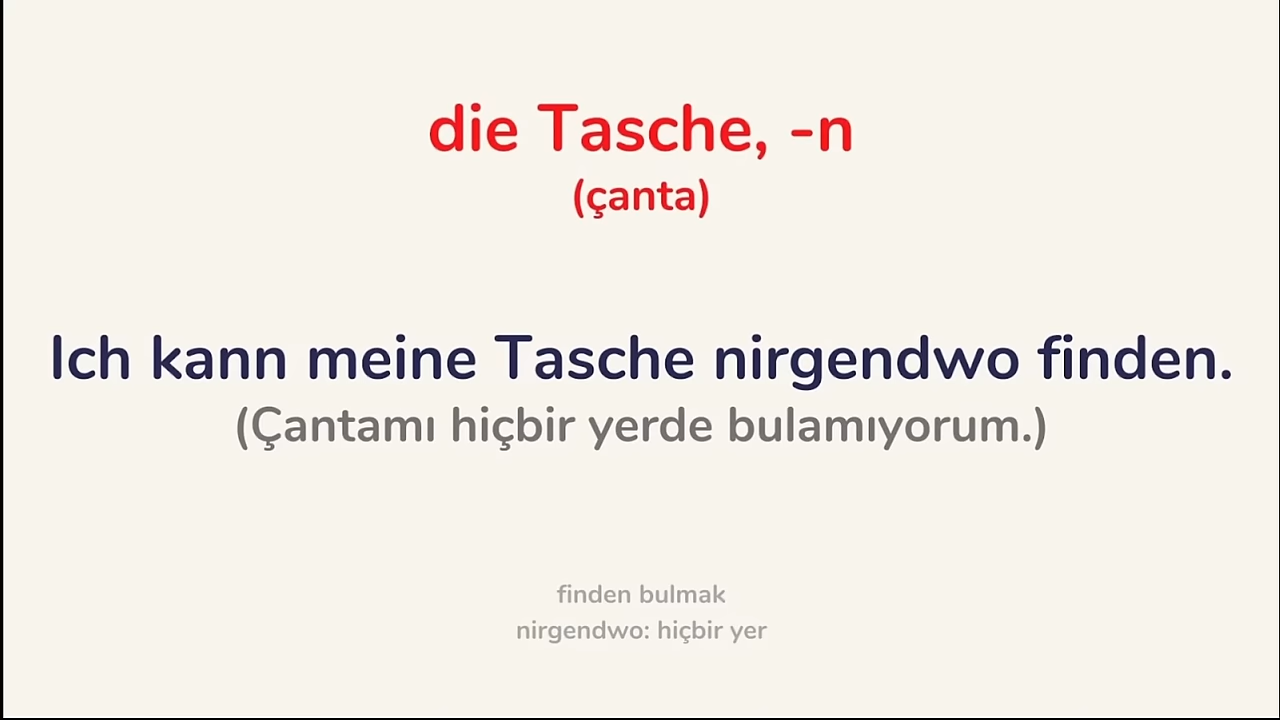 die Tasche, -n
(çanta)
Ich kann meine Tasche nirgendwo finden.
(Çantamı hiçbir yerde bulamıyorum.)
finden bulmak
nirgendwo: hiçbir yer